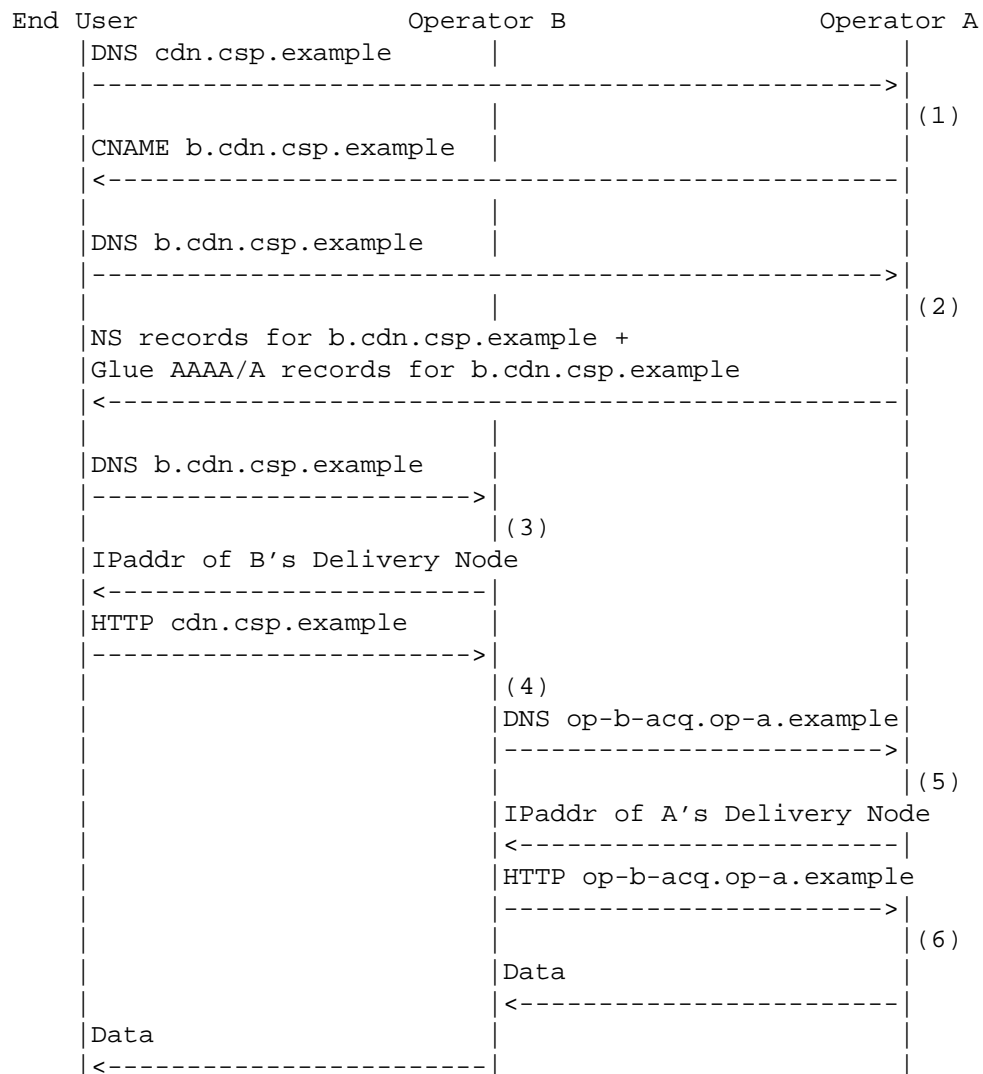 End User Operator B Operator A
DNS cdn.csp.example
(1)
CNAME b.cdn.csp.example
DNS b.cdn.csp.example
(2)
NS records for b.cdn.csp.example +
Glue AAAA/A records for b.cdn.csp.example
DNS b.cdn.csp.example
(3)
IPaddr of B's Delivery Node
HTTP cdn.csp.example
(4)
DNS op-b-acq.op-a.example
(5)
IPaddr of A's Delivery Node
HTTP op-b-acq.op-a.example
(6)
Data
Data